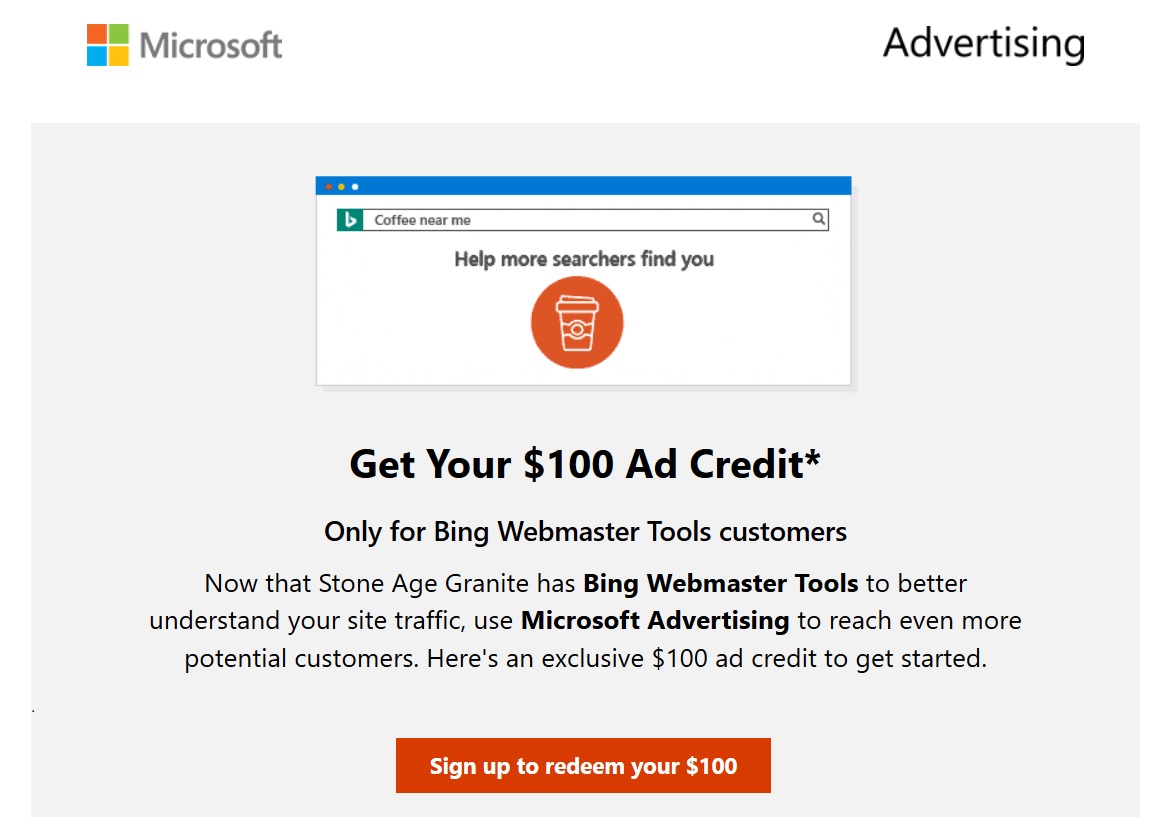 Microsoft
Advertising
b Coffee near me
Help more searchers find you
Get Your $100 Ad Credit*
Only for Bing Webmaster Tools customers
Now that Stone Age Granite has Bing Webmaster Tools to better
understand your site traffic, use Microsoft Advertising to reach even more
potential customers. Here's an exclusive $100 ad credit to get started.
.
Sign up to redeem your $100